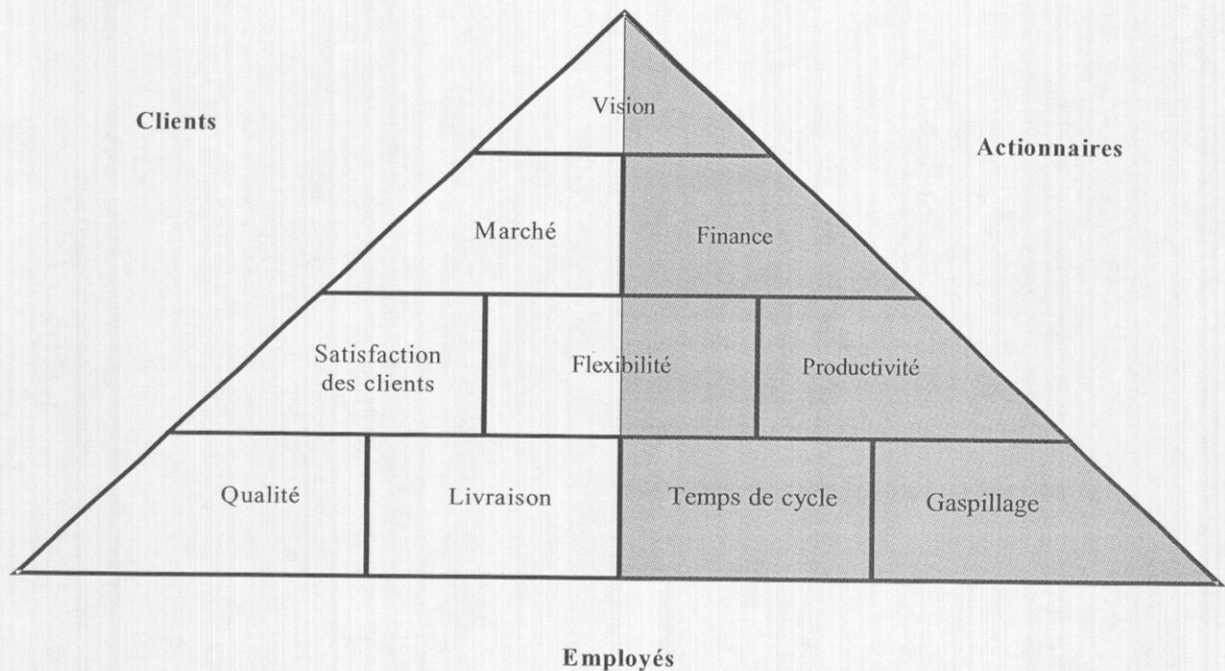 Vision
Clients
Actionnaires
Marché
Finance
Satisfaction
des clients
Flexibilité
Productivité
Qualité
Livraison
Temps de cycle
Gaspillage
Employés